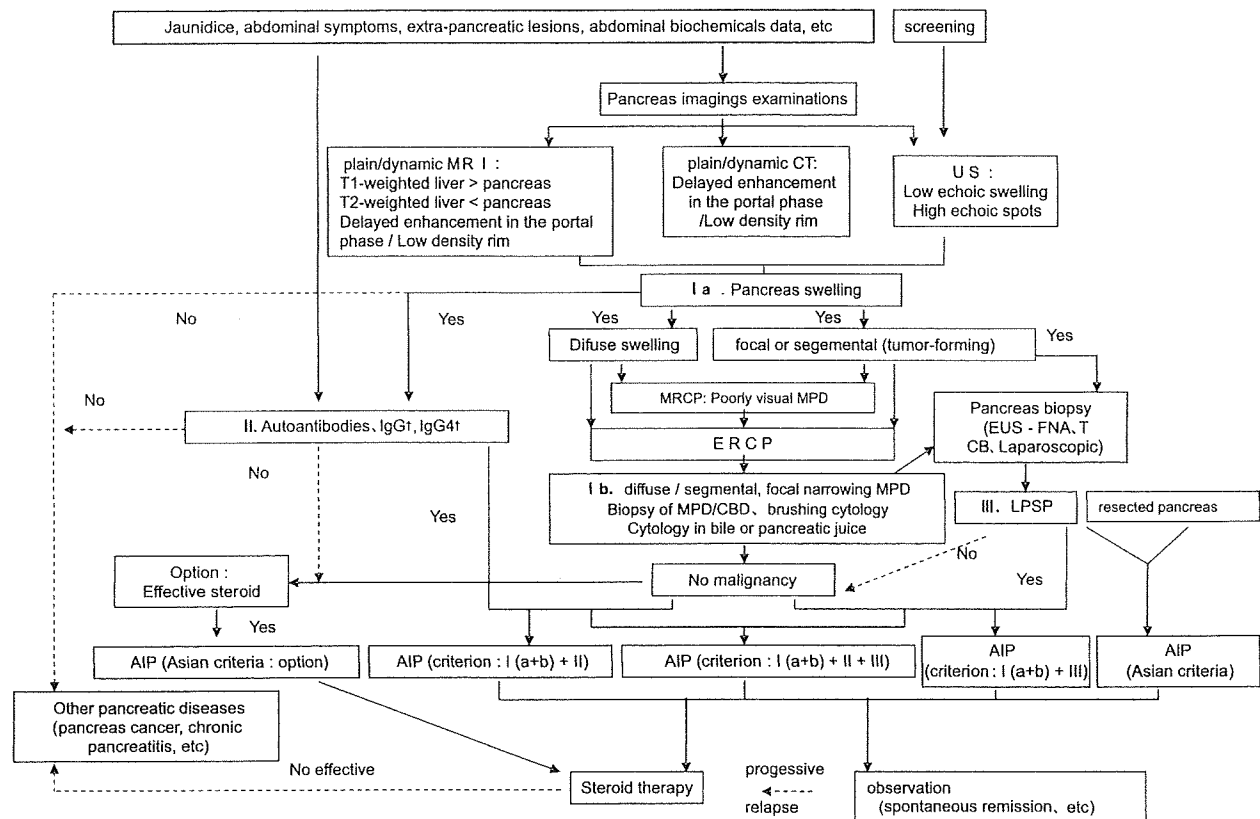 Jaunidice, abdominal symptoms, extra-pancreatic lesions, abdominal biochemicals data, etc
screening
Pancreas imagings examinations
plain/dynamic M R I :
T1-weighted liver > pancreas
T2-weighted liver < pancreas
Delayed enhancement in the portal
phase / Low density rim
plain/dynamic CT:
Delayed enhancement
in the portal phase
/Low density rim
U S :
Low echoic swelling
High echoic spots
I a . Pancreas swelling
No
Yes
Yes
Yes
Yes
Difuse swelling
focal or segemental (tumor-forming)
MRCP: Poorly visual MPD
E R C P
Pancreas biopsy
(EUS - FNA、T
CB、Laparoscopic)
No
II. Autoantibodies、IgG↑, IgG4↑
No
Yes
I b. diffuse / segmental, focal narrowing MPD
Biopsy of MPD/CBD、brushing cytology
Cytology in bile or pancreatic juice
III. LPSP
resected pancreas
No
Yes
Option :
Effective steroid
No malignancy
Yes
AIP (Asian criteria : option)
AIP (criterion : I (a+b) + II)
AIP (criterion : I (a+b) + II + III)
AIP
(criterion : I (a+b) + III)
AIP
(Asian criteria)
Other pancreatic diseases
(pancreas cancer, chronic
pancreatitis, etc)
No effective
Steroid therapy
progessive
relapse
observation
(spontaneous remission、etc)